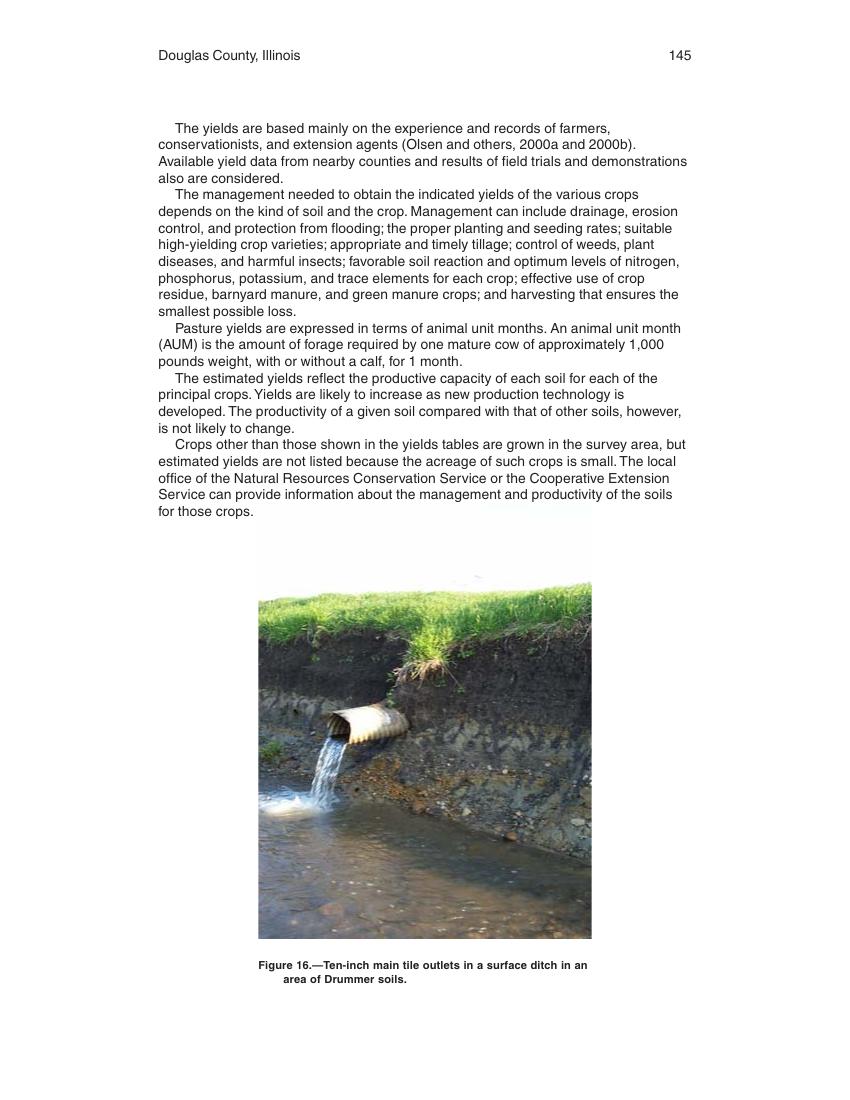 Douglas County, Illinois 145
The yields are based mainly on the experience and records of farmers,
conservationists, and extension agents (Olsen and others, 2000a and 2000b).
Available yield data from nearby counties and results of field trials and demonstrations
also are considered.
The management needed to obtain the indicated yields of the various crops
depends on the kind of soil and the crop. Management can include drainage, erosion
control, and protection from flooding; the proper planting and seeding rates; suitable
high-yielding crop varieties; appropriate and timely tillage; control of weeds, plant
diseases, and harmful insects; favorable soil reaction and optimum levels of nitrogen,
phosphorus, potassium, and trace elements for each crop; effective use of crop
residue, barnyard manure, and green manure crops; and harvesting that ensures the
smallest possible loss.
Pasture yields are expressed in terms of animal unit months. An animal unit month
(AUM) is the amount of forage required by one mature cow of approximately 1,000
pounds weight, with or without a calf, for 1 month.
The estimated yields reflect the productive capacity of each soil for each of the
principal crops. Yields are likely to increase as new production technology is
developed. The productivity of a given soil compared with that of other soils, however,
is not likely to change.
Crops other than those shown in the yields tables are grown in the survey area, but
estimated yields are not listed because the acreage of such crops is small. The local
office of the Natural Resources Conservation Service or the Cooperative Extension
Service can provide information about the management and productivity of the soils
for those crops.
Figure 16.—Ten-inch main tile outlets in a surface ditch in an
area of Drummer soils.